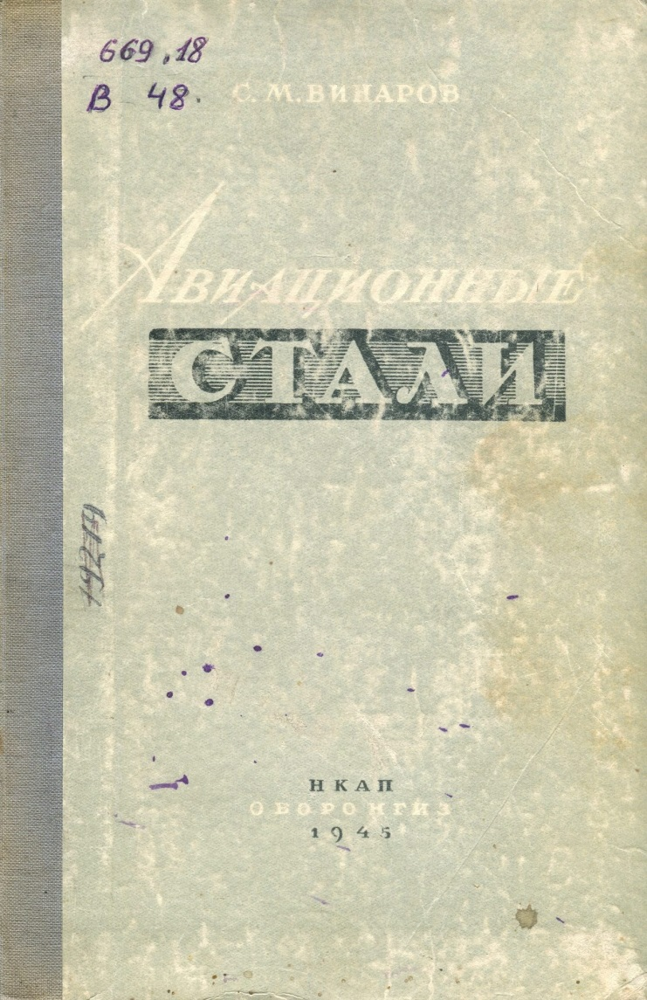 669.18
В 48.
С. М. ВИНАРОВ
АВИАЦИОННЫЕ
СТАЛИ
НКАП
ОБОРОНГИЗ
1945